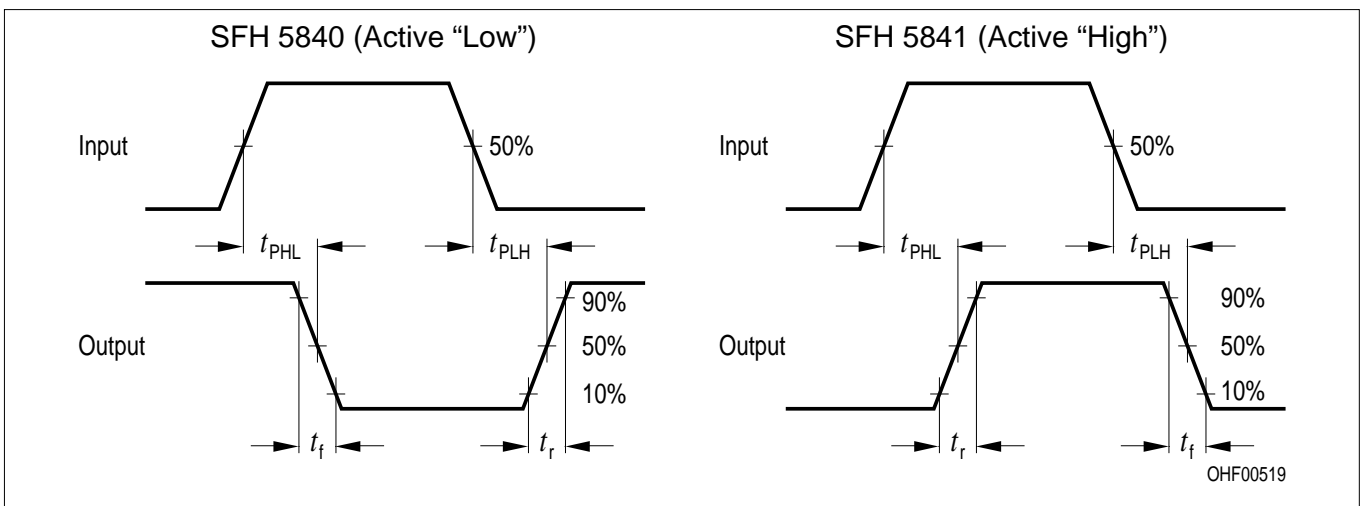 SFH 5840 (Active “Low”)
Input
50%
tPHL
tPLH
Output
90%
50%
10%
tf
tr
SFH 5841 (Active “High”)
Input
50%
tPHL
tPLH
Output
90%
50%
10%
tr
tf
OHF00519